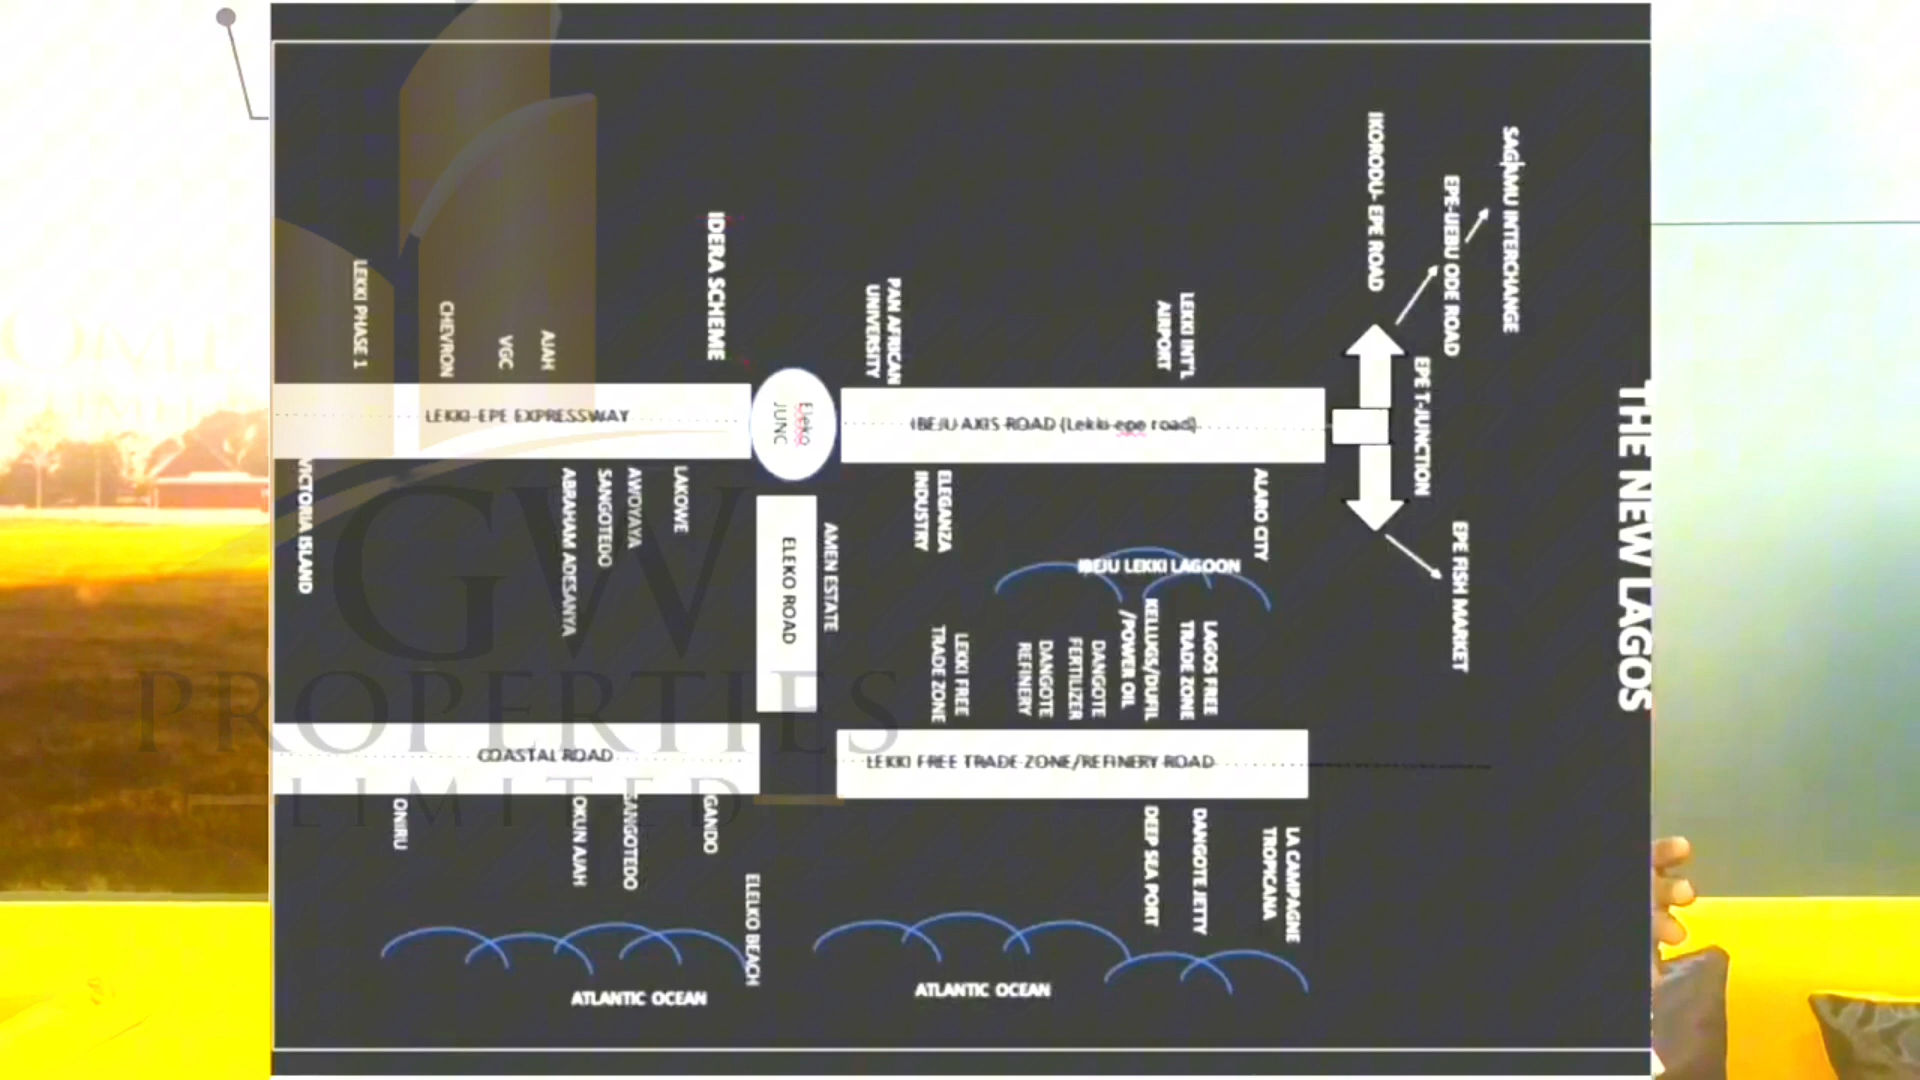 THE NEW LAGOS
SAGAMU INTERCHANGE
EPE-IJEBU ODE ROAD
IKORODU- EPE ROAD
EPE T-JUNCTION
EPE FISH MARKET
LEKKI PHASE 1
CHEVRON
VGC
AJAH
IDERA SCHEME
PAN AFRICAN
UNIVERSITY
LEKKI INT'L
AIRPORT
LEKKI-EPE EXPRESSWAY
Eleko
JUNC
IBEJU AXIS ROAD (Lekki-epe road)
VICTORIA ISLAND
ABRAHAM ADESANYA
SANGOTEDO
AWOYAYA
LAKOWE
ELEKO ROAD
AMEN ESTATE
ELEGANZA
INDUSTRY
ALARO CITY
IBEJU LEKKI LAGOON
LEKKI FREE
TRADE ZONE
DANGOTE
REFINERY
DANGOTE
FERTILIZER
KELLUGS/DUFIL
/POWER OIL
LAGOS FREE
TRADE ZONE
COASTAL ROAD
LEKKI FREE TRADE ZONE/REFINERY ROAD
ONIRU
OKUN AJAH
SANGOTEDO
GANDO
ELELKO BEACH
DEEP SEA PORT
DANGOTE JETTY
LA CAMPAGNE
TROPICANA
ATLANTIC OCEAN
ATLANTIC OCEAN
GW
PROPERTIES
LIMITED